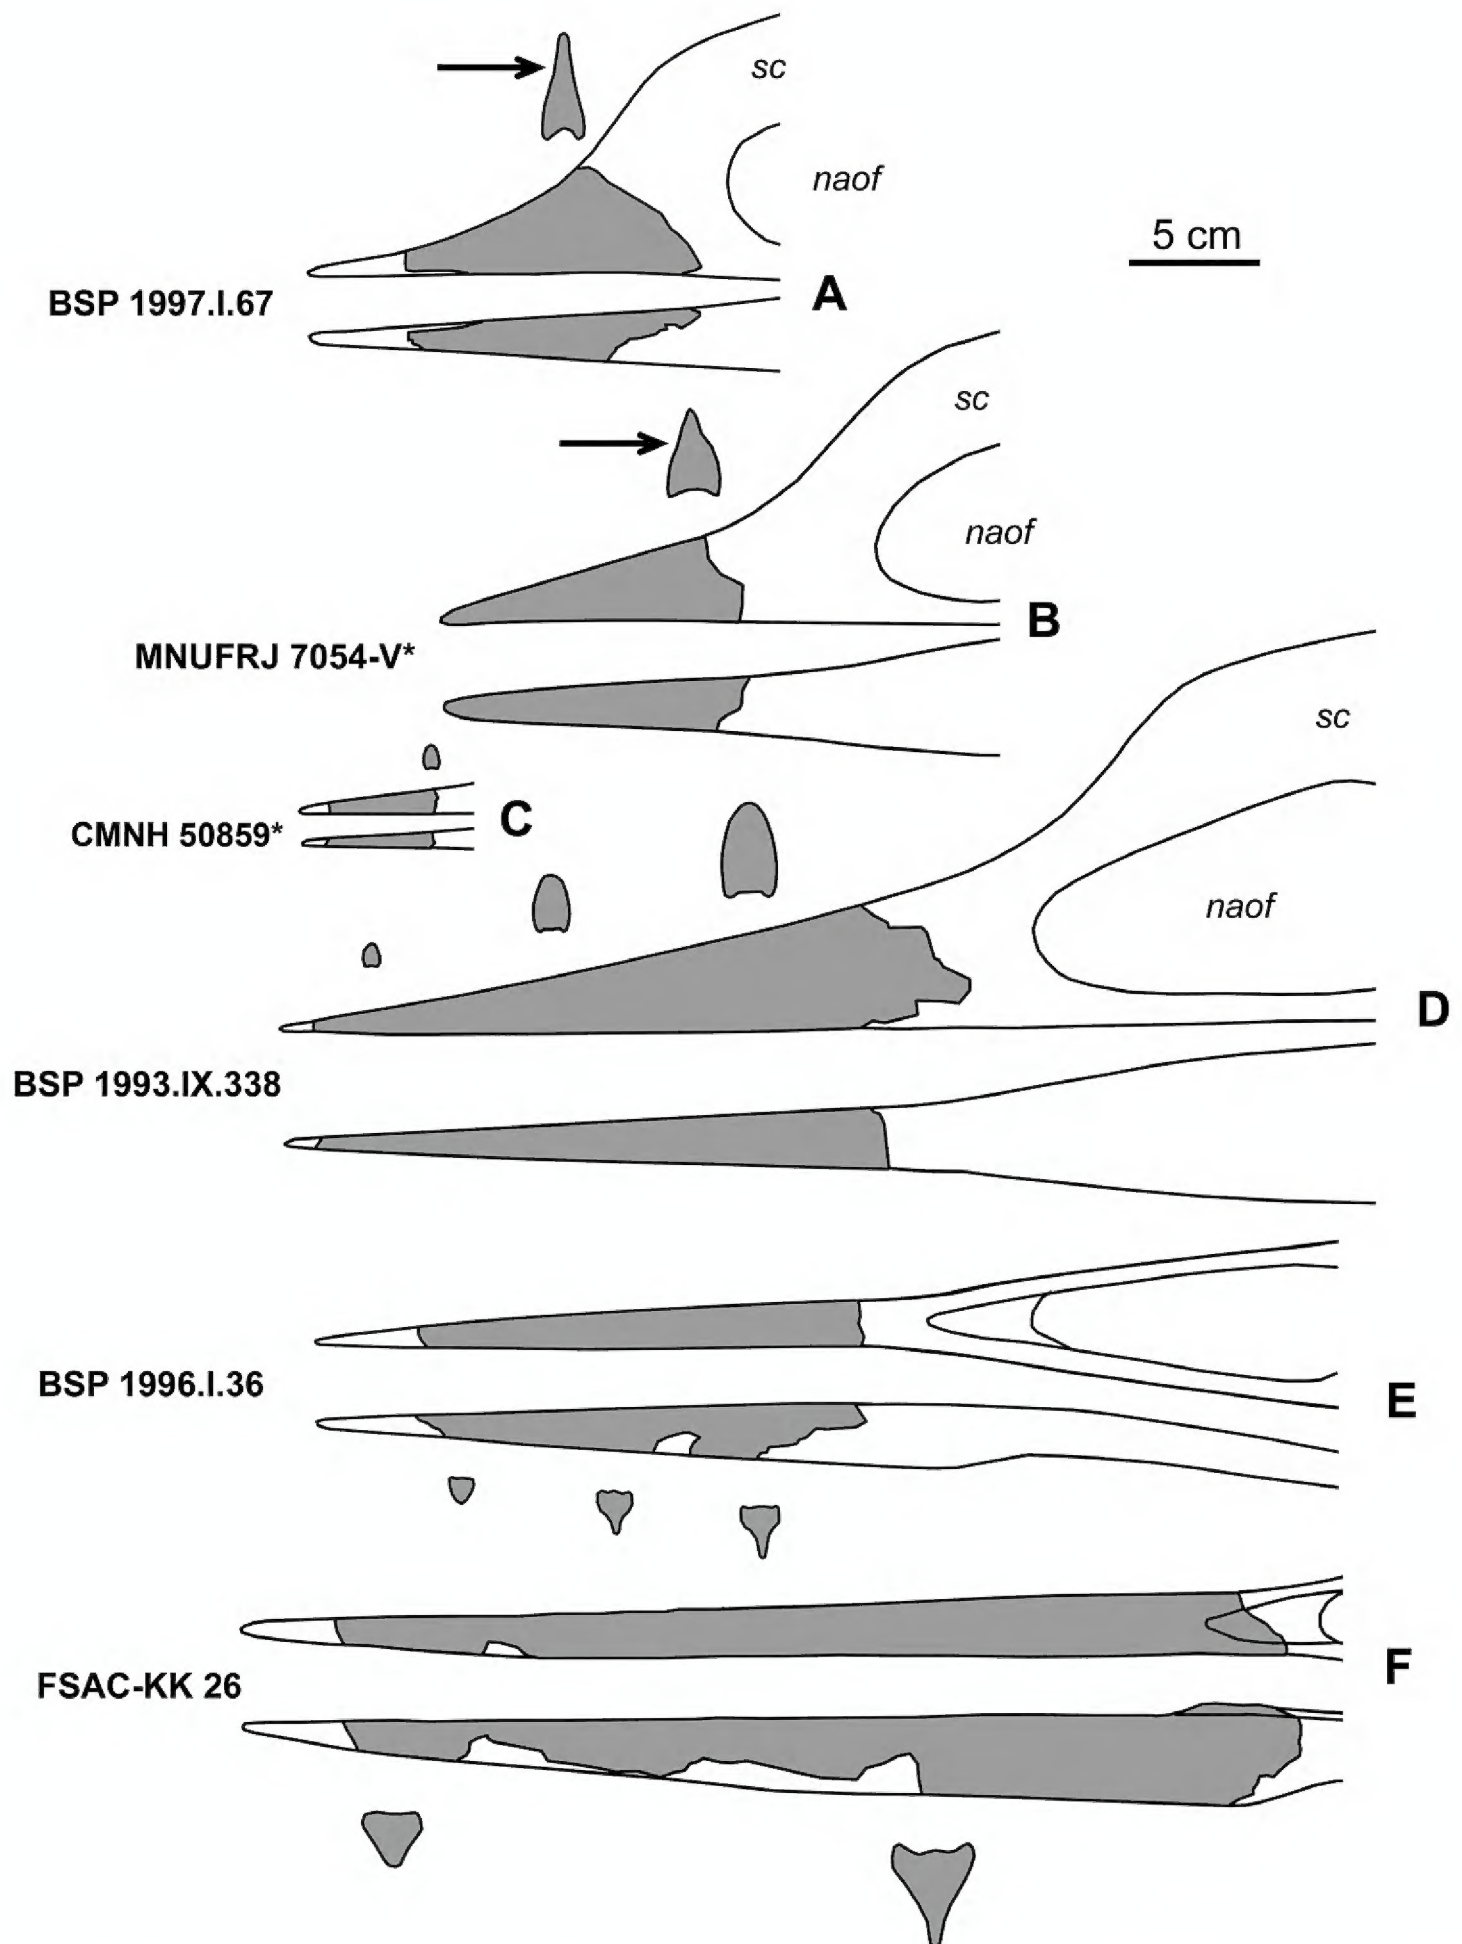 sc
naof
5 cm
BSP 1997.I.67
A
sc
naof
B
MNUFRJ 7054-V*
sc
C
CMNH 50859*
naof
D
BSP 1993.IX.338
BSP 1996.I.36
E
F
FSAC-KK 26